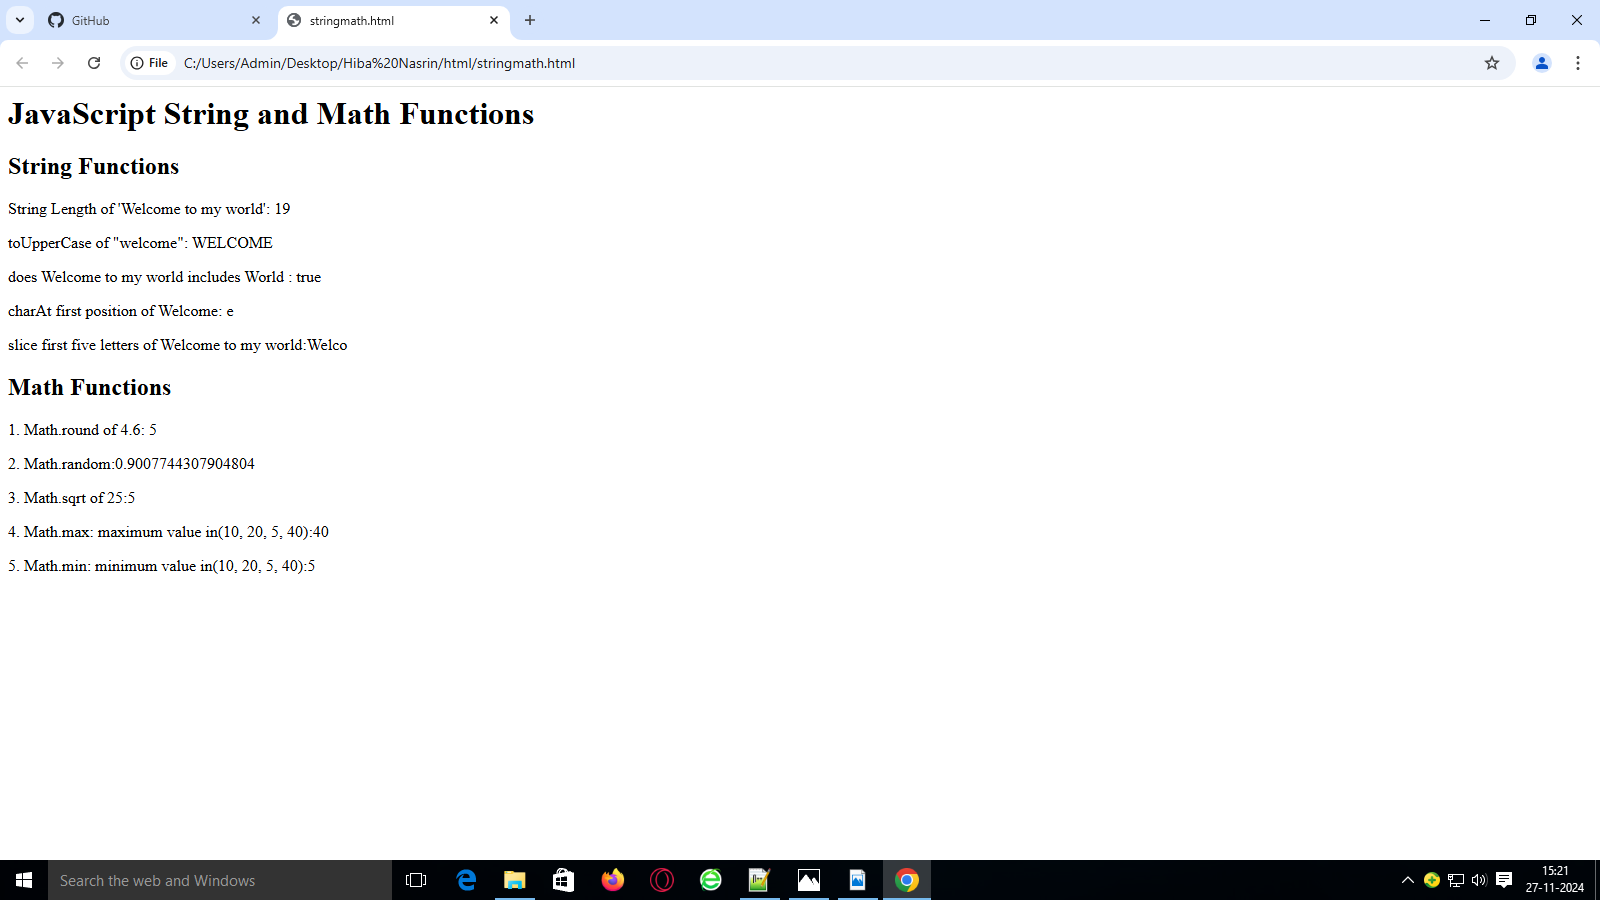 GitHub
stringmath.html
File
C:/Users/Admin/Desktop/Hiba%20Nasrin/html/stringmath.html
JavaScript String and Math Functions
String Functions
String Length of 'Welcome to my world': 19
toUpperCase of "welcome": WELCOME
does Welcome to my world includes World : true
charAt first position of Welcome: e
slice first five letters of Welcome to my world:Welco
Math Functions
1. Math.round of 4.6: 5
2. Math.random:0.9007744307904804
3. Math.sqrt of 25:5
4. Math.max: maximum value in(10, 20, 5, 40):40
5. Math.min: minimum value in(10, 20, 5, 40):5
Search the web and Windows
15:21
27-11-2024